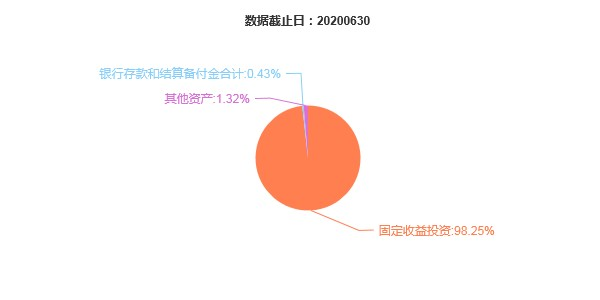 数据截止日：20200630
银行存款和结算备付金合计:0.43%
其他资产:1.32%
固定收益投资:98.25%